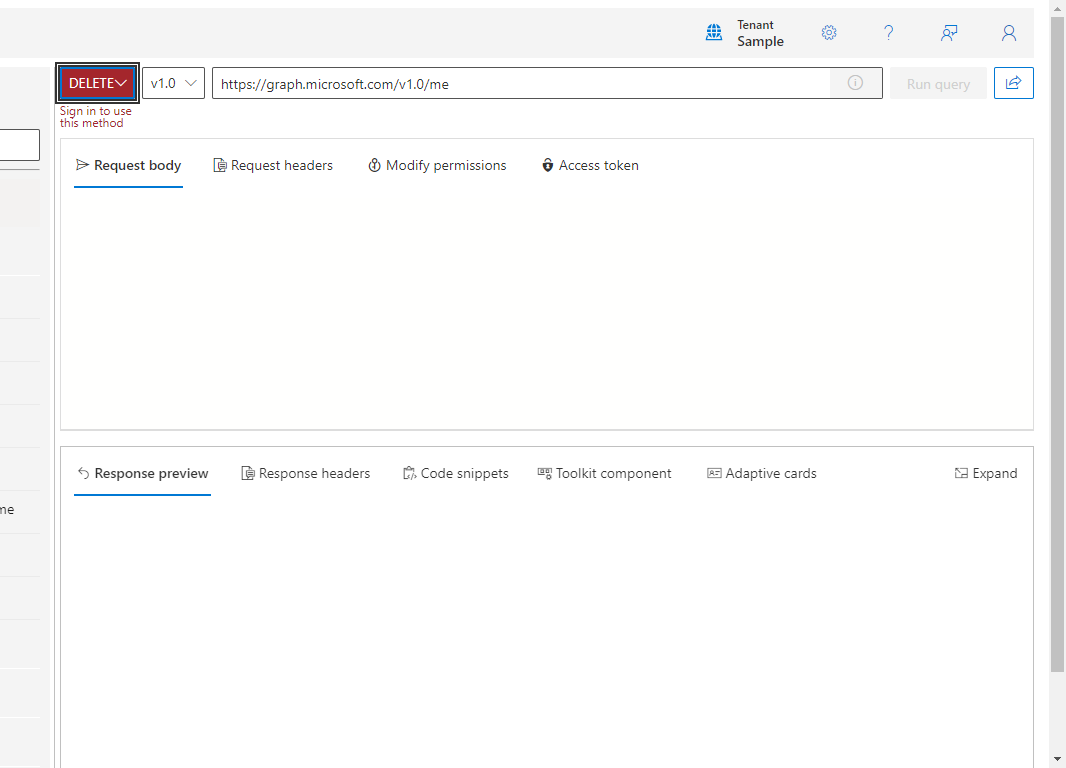 Tenant
Sample
DELETE
v1.0
https://graph.microsoft.com/v1.0/me
Run query
Sign in to use
this method
Request body
Request headers
Modify permissions
Access token
Response preview
Response headers
Code snippets
Toolkit component
Adaptive cards
Expand
me